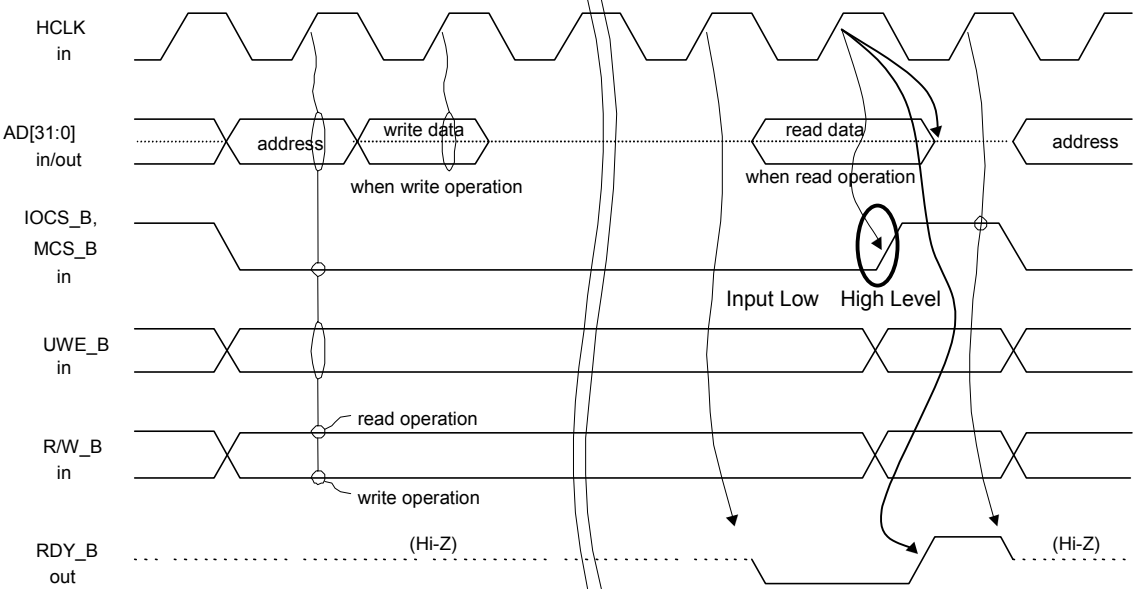 HCLK
in
AD[31:0]
in/out
address
write data
read data
address
when write operation
when read operation
IOCS_B,
MCS_B
in
Input Low
High Level
UWE_B
in
read operation
R/W_B
in
write operation
RDY_B
out
(Hi-Z)
(Hi-Z)